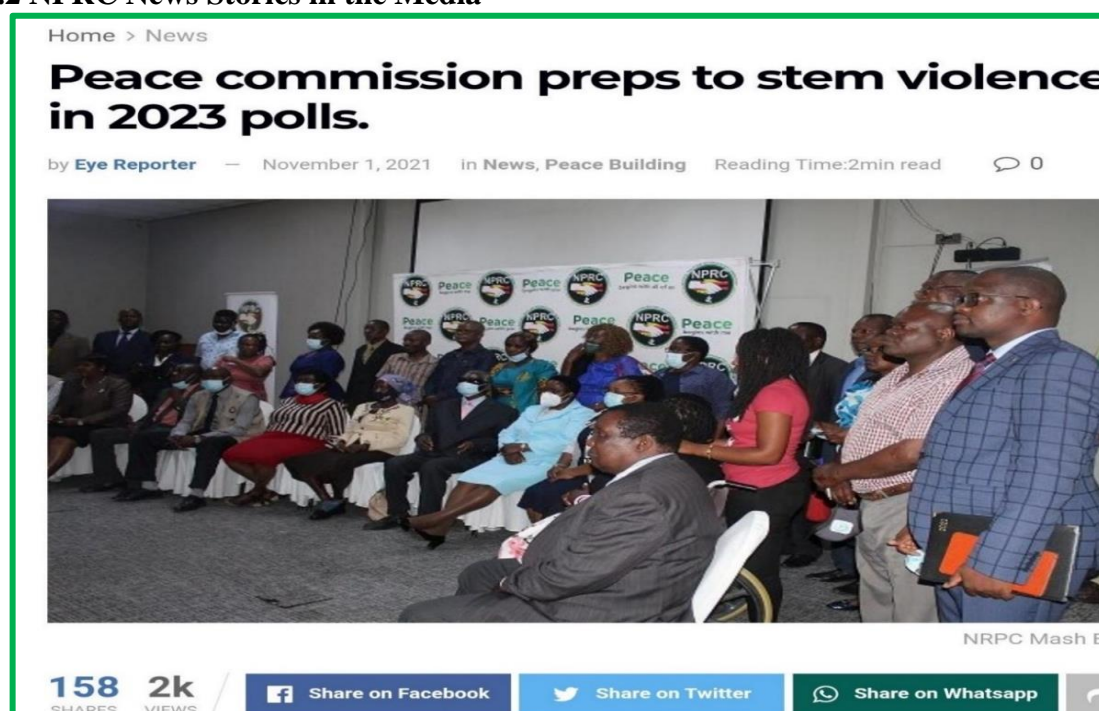 .2 NPRC News Stories in the Media
Home > News
Peace commission preps to stem violence
in 2023 polls.
by Eye Reporter — November 1, 2021 in News, Peace Building Reading Time:2min read 0
NPRC Peace NPRC Peace NPRC Peace NPRC
Peace NPRC Peace NPRC Peace NPRC Peace
NRPC Mash
158 2k
SHARES VIEWS
Share on Facebook
Share on Twitter
Share on Whatsapp